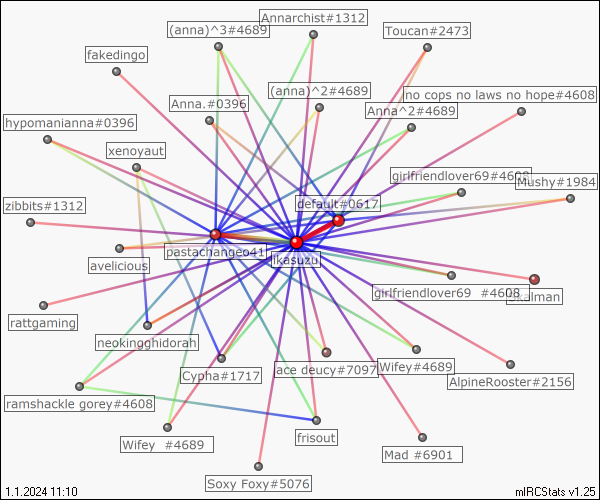 Annarchist#1312
(anna)^3#4689
Toucan#2473
fakedingo
(anna)^2#4689
no cops no laws no hope#4608
Anna.#0396
Anna^2#4689
hypomanianna#0396
xenoyaut
girlfriendlover69#4608
Mushy#1984
default#0617
zibbits#1312
pastachangeo41
ikasuzu
avelicious
girlfriendlover69 #4608
rattgaming
neokingghidorah
Cypha#1717
ace deucy#7097
Wifey#4689
AlpineRooster#2156
ramshackle gorey#4608
Wifey #4689
frisout
Mad #6901
Soxy Foxy#5076
1.1.2024 11:10
mIRCStats v1.25